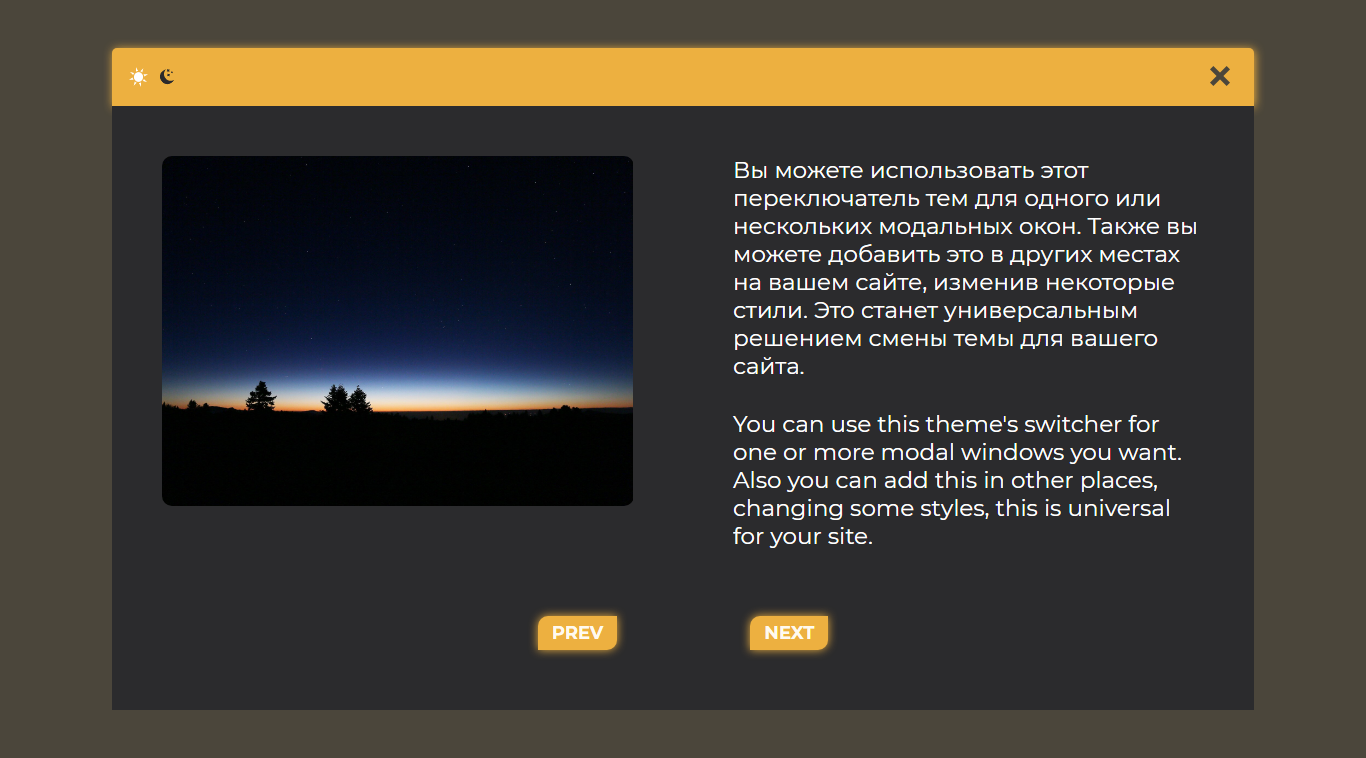 Вы можете использовать этот
переключатель тем для одного или
нескольких модальных окон. Также вы
можете добавить это в других местах
на вашем сайте, изменив некоторые
стили. Это станет универсальным
решением смены темы для вашего
сайта.
You can use this theme's switcher for
one or more modal windows you want.
Also you can add this in other places,
changing some styles, this is universal
for your site.
PREV
NEXT